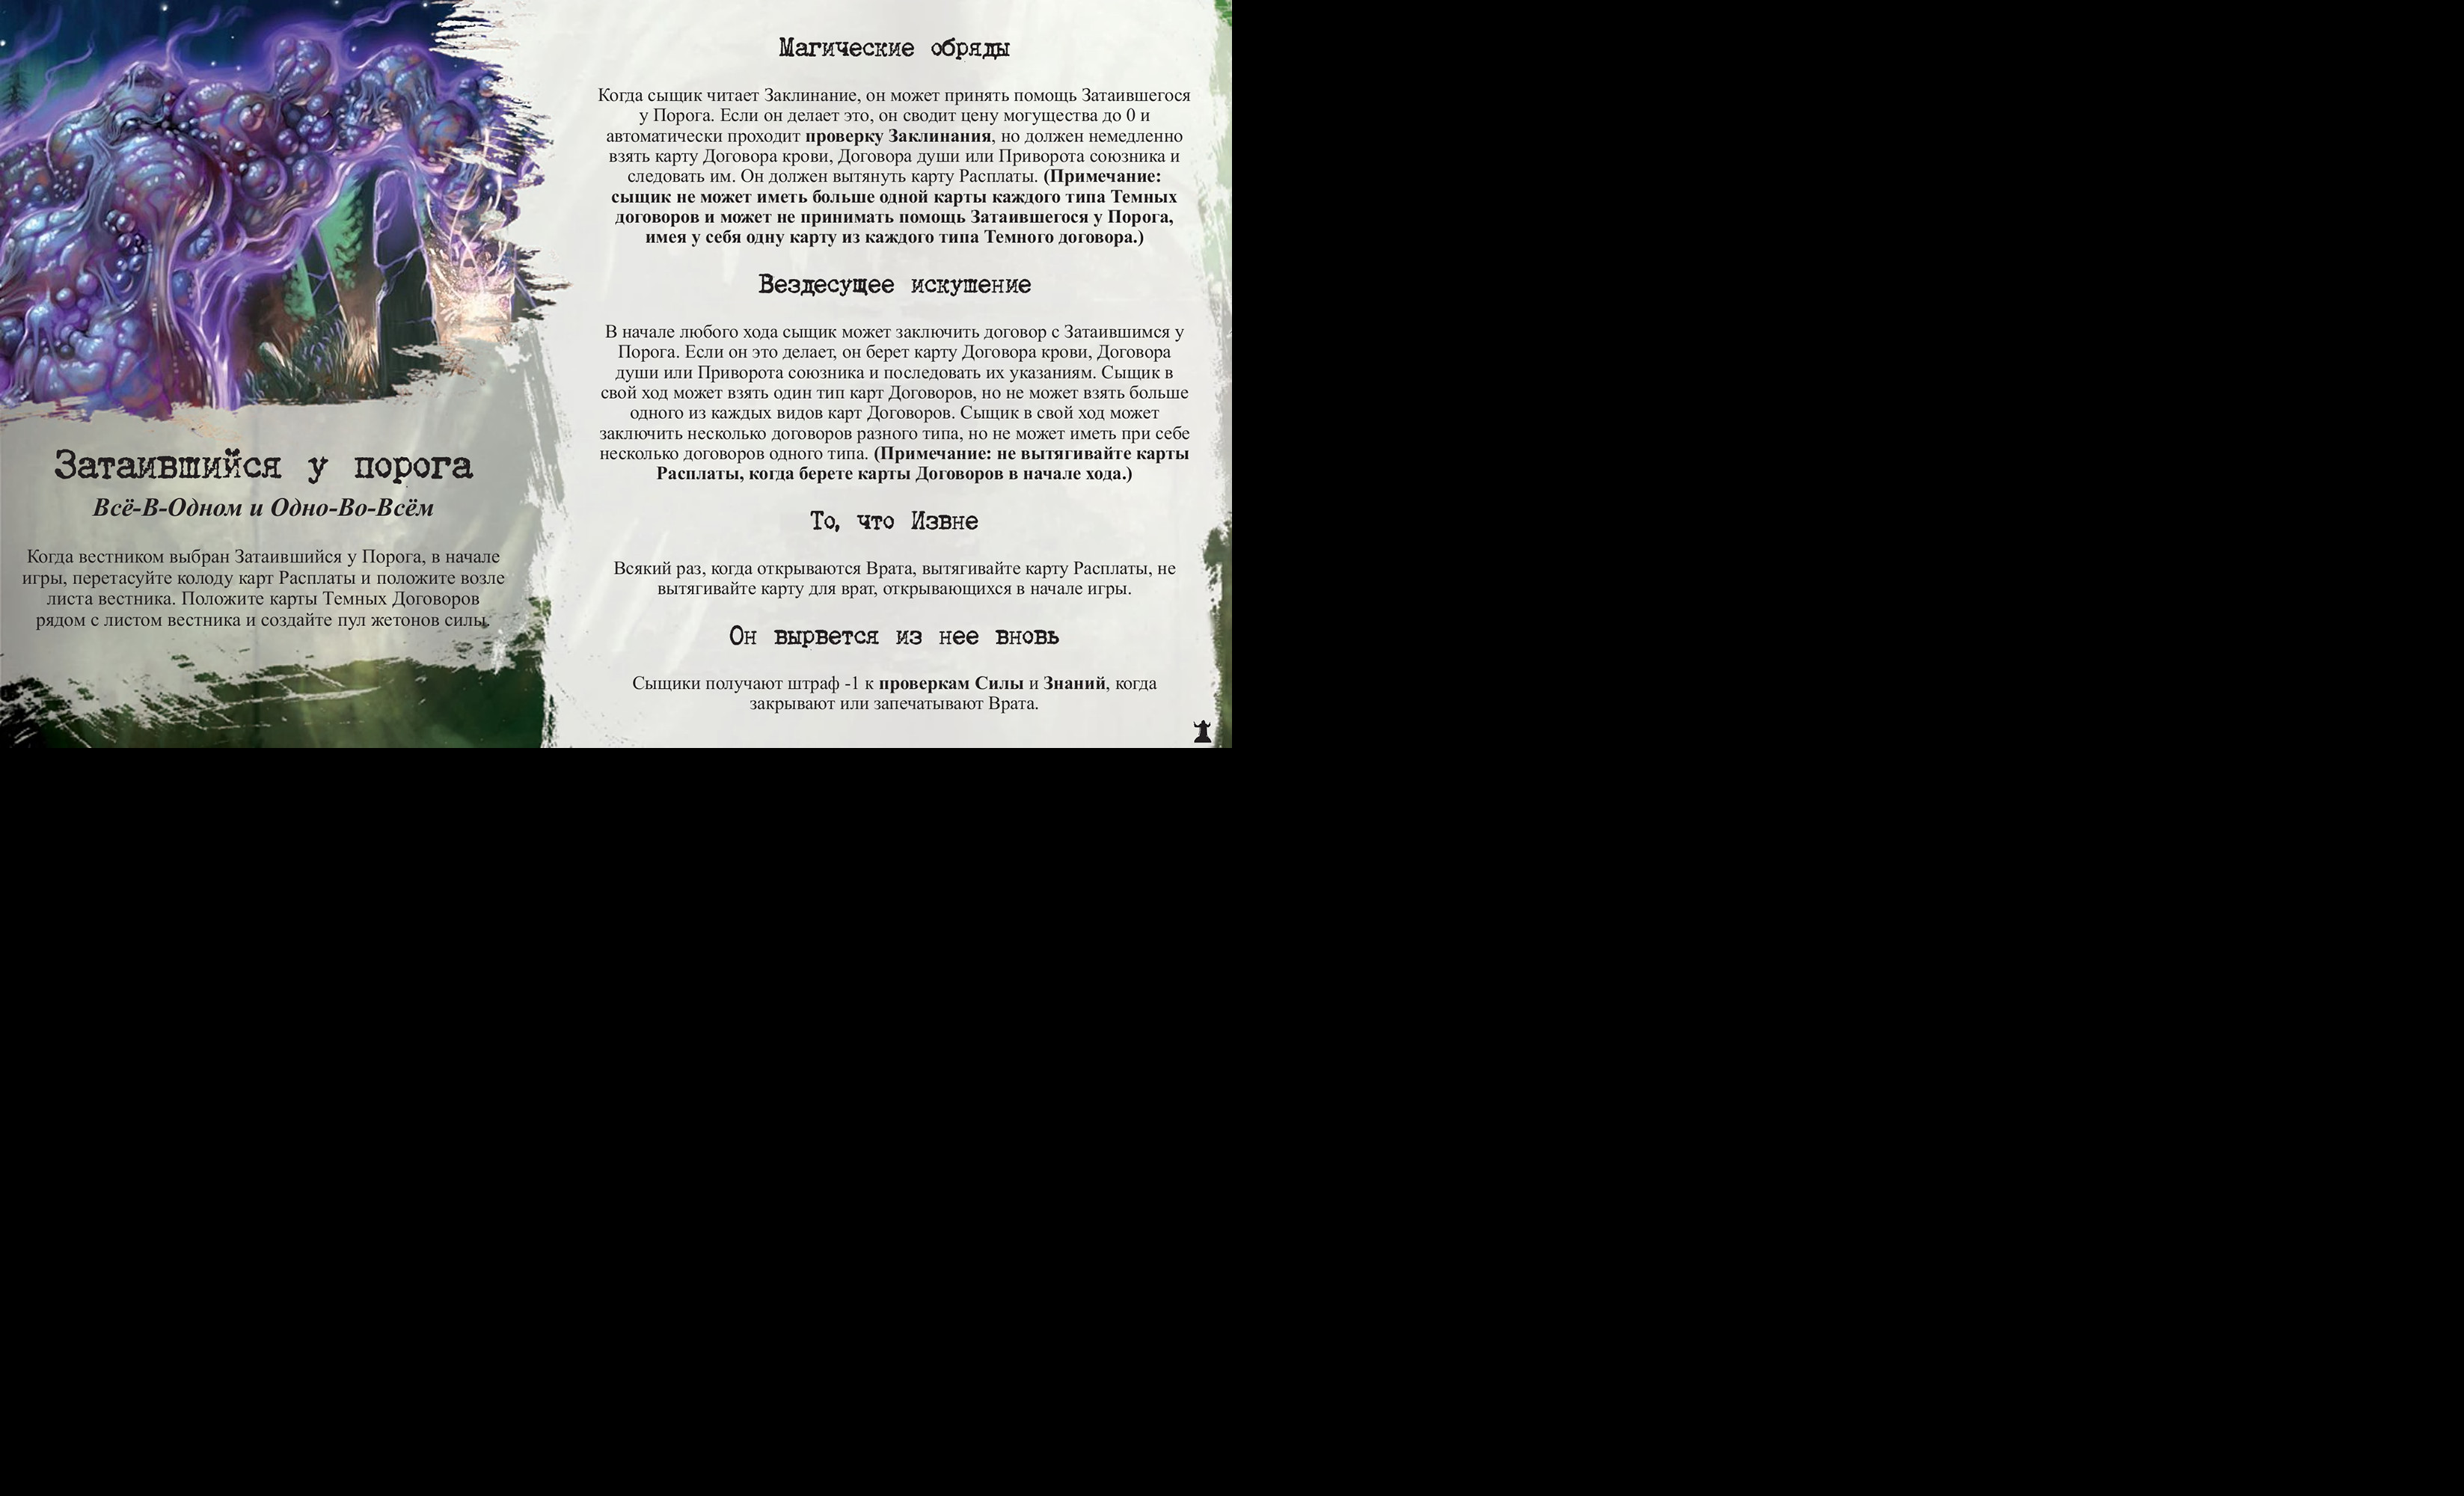 Затаившийся у порога
Всё-В-Одном и Одно-Во-Всём
Когда вестником выбран Затаившийся у Порога, в начале
игры, перетасуйте колоду карт Расплаты и положите возле
листа вестника. Положите карты Темных Договоров
рядом с листом вестника и создайте пул жетонов силы.
Магические обряды
Когда сыщик читает Заклинание, он может принять помощь Затаившегося
у Порога. Если он делает это, он сводит цену могущества до 0 и
автоматически проходит проверку Заклинания, но должен немедленно
взять карту Договора крови, Договора души или Приворота союзника и
следовать им. Он должен вытянуть карту Расплаты. (Примечание:
сыщик не может иметь больше одной карты каждого типа Темных
договоров и может не принимать помощь Затаившегося у Порога,
имея у себя одну карту из каждого типа Темного договора.)
Вездесущее искушение
В начале любого хода сыщик может заключить договор с Затаившимся у
Порога. Если он это делает, он берет карту Договора крови, Договора
души или Приворота союзника и последовать их указаниям. Сыщик в
свой ход может взять один тип карт Договоров, но не может взять больше
одного из каждых видов карт Договоров. Сыщик в свой ход может
заключить несколько договоров разного типа, но не может иметь при себе
несколько договоров одного типа. (Примечание: не вытягивайте карты
Расплаты, когда берете карты Договоров в начале хода.)
То, что Извне
Всякий раз, когда открываются Врата, вытягивайте карту Расплаты, не
вытягивайте карту для врат, открывающихся в начале игры.
Он вырвется из нее вновь
Сыщики получают штраф -1 к проверкам Силы и Знаний, когда
закрывают или запечатывают Врата.